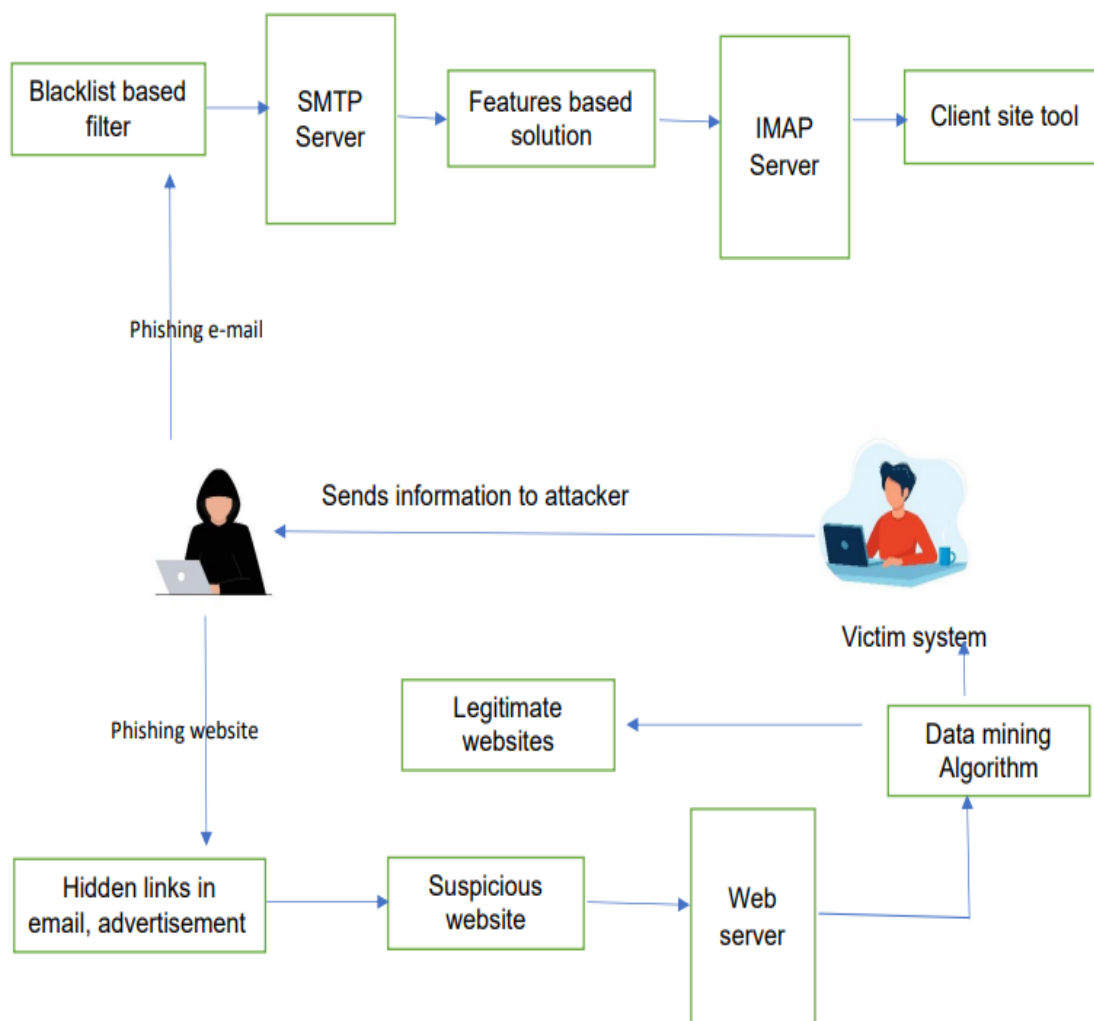 Blacklist based
filter
SMTP
Server
Features based
solution
IMAP
Server
Client site tool
Phishing e-mail
Sends information to attacker
Victim system
Phishing website
Legitimate
websites
Data mining
Algorithm
Hidden links in
email, advertisement
Suspicious
website
Web
server